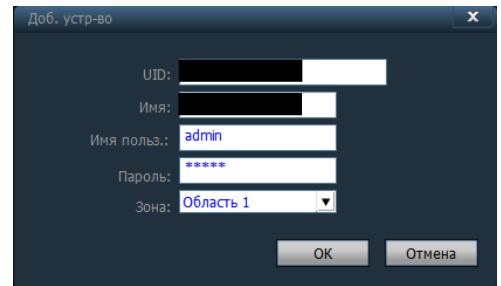 Доб. устр-во x
UID:
Имя:
Имя польз.: admin
Пароль: *****
Зона: Область 1
OK Отмена